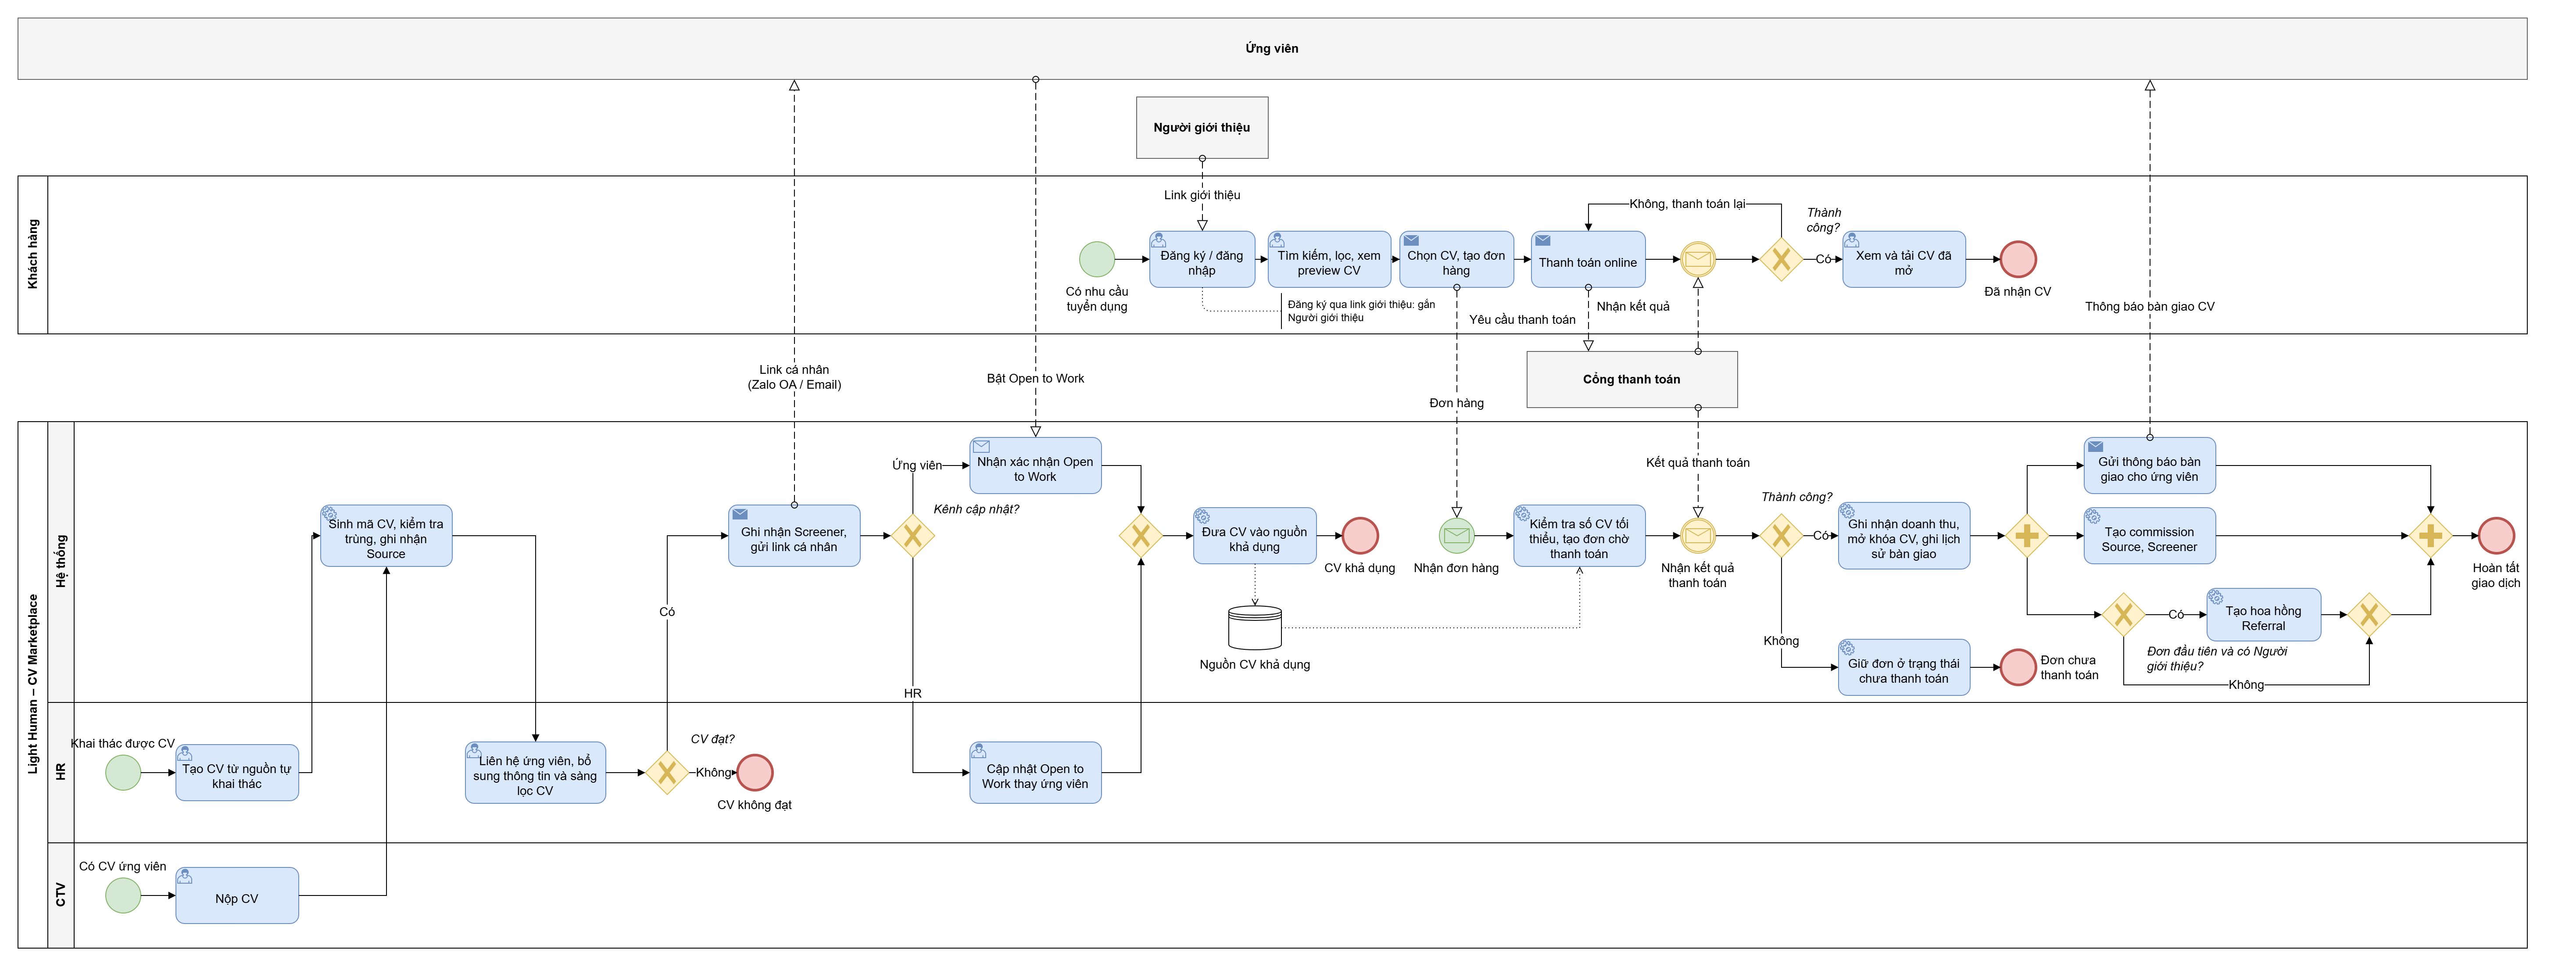 Ứng viên
Người giới thiệu
Link giới thiệu
Khách hàng
Có nhu cầu
tuyển dụng
Đăng ký / đăng
nhập
Tìm kiếm, lọc, xem
preview CV
Chọn CV, tạo đơn
hàng
Thanh toán online
Không, thanh toán lại
Thành
công?
Có
Xem và tải CV đã
mở
Đã nhận CV
Đăng ký qua link giới thiệu: gắn
Người giới thiệu
Yêu cầu thanh toán
Nhận kết quả
Thông báo bàn giao CV
Link cá nhân
(Zalo OA / Email)
Bật Open to Work
Đơn hàng
Cổng thanh toán
Kết quả thanh toán
Light Human – CV Marketplace
Hệ thống
Sinh mã CV, kiểm tra
trùng, ghi nhận
Source
Có
Ghi nhận Screener,
gửi link cá nhân
Ứng viên
Kênh cập nhật?
HR
Nhận xác nhận Open
to Work
Đưa CV vào nguồn
khả dụng
CV khả dụng
Nguồn CV khả dụng
Nhận đơn hàng
Kiểm tra số CV tối
thiểu, tạo đơn chờ
thanh toán
Nhận kết quả
thanh toán
Thành công?
Có
Không
Ghi nhận doanh thu,
mở khóa CV, ghi lịch
sử bàn giao
Giữ đơn ở trạng thái
chưa thanh toán
Đơn chưa
thanh toán
Gửi thông báo bàn
giao cho ứng viên
Tạo commission
Source, Screener
Có
Tạo hoa hồng
Referral
Đơn đầu tiên và có Người
giới thiệu?
Không
Hoàn tất
giao dịch
HR
Khai thác được CV
Tạo CV từ nguồn tự
khai thác
Liên hệ ứng viên, bổ
sung thông tin và sàng
lọc CV
CV đạt?
Không
CV không đạt
Cập nhật Open to
Work thay ứng viên
CTV
Có CV ứng viên
Nộp CV